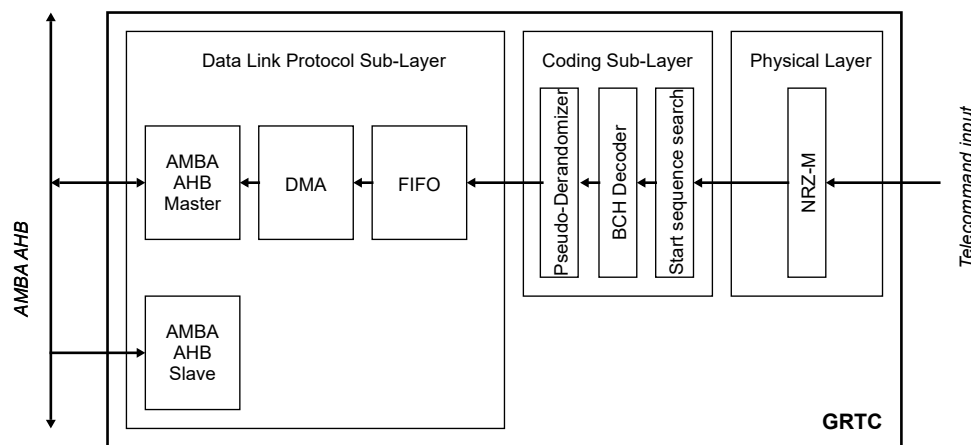 Data Link Protocol Sub-Layer
Coding Sub-Layer
Physical Layer
AMBA
AHB
Master
DMA
FIFO
Pseudo-Derandomizer
BCH Decoder
Start sequence search
NRZ-M
Telecommand input
AMBA AHB
AMBA
AHB
Slave
GRTC